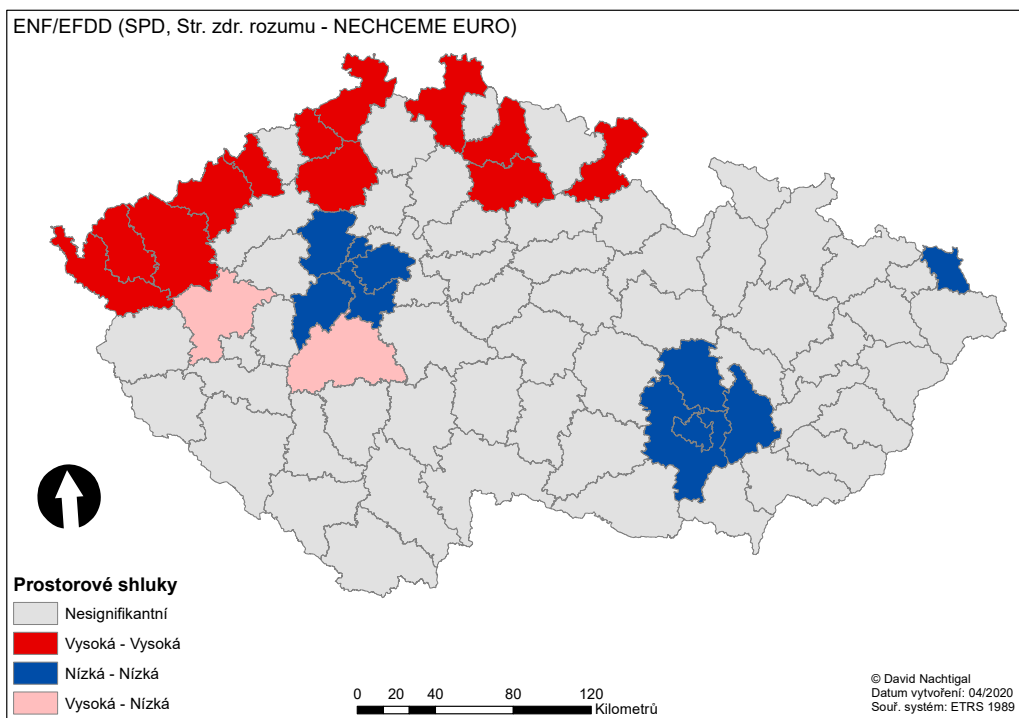 ENF/EFDD (SPD, Str. zdr. rozumu - NECHCEME EURO)
Prostorové shluky
Nesignifikantní
Vysoká - Vysoká
Nízká - Nízká
Vysoká - Nízká
0 20 40 80 120
Kilometrů
© David Nachtigal
Datum vytvoření: 04/2020
Souř. systém: ETRS 1989